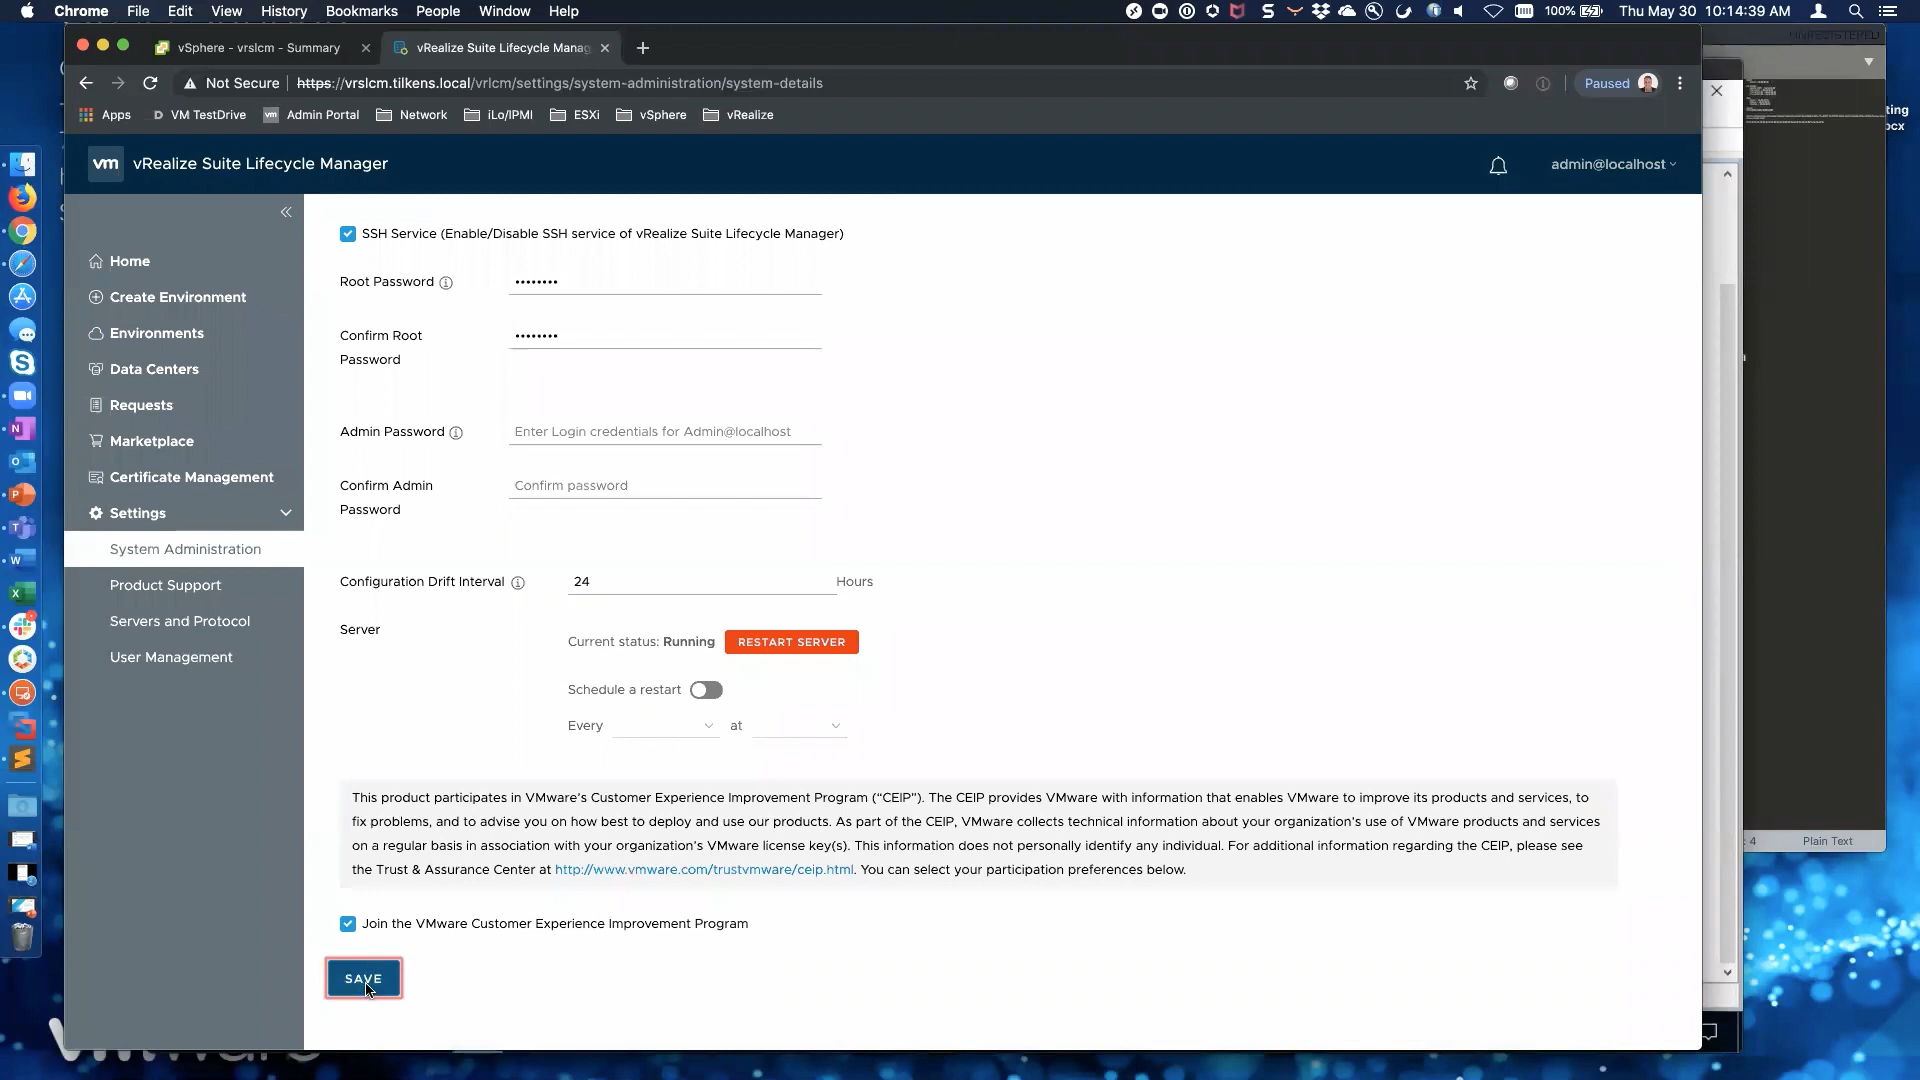 Chrome File Edit View History Bookmarks People Window Help
100% Thu May 30 10:14:39 AM
UNREGISTERED
vSphere - vrslcm - Summary
vRealize Suite Lifecycle Manag
Not Secure https://vrslcm.tilkens.local/vrlcm/settings/system-administration/system-details
Paused
Apps VM TestDrive Admin Portal Network iLo/IPMI ESXi vSphere vRealize
vm vRealize Suite Lifecycle Manager
admin@localhost
Home
Create Environment
Environments
Data Centers
Requests
Marketplace
Certificate Management
Settings
System Administration
Product Support
Servers and Protocol
User Management
SSH Service (Enable/Disable SSH service of vRealize Suite Lifecycle Manager)
Root Password ••••••••
Confirm Root
Password
••••••••
Admin Password Enter Login credentials for Admin@localhost
Confirm Admin
Password
Confirm password
Configuration Drift Interval 24 Hours
Server
Current status: Running RESTART SERVER
Schedule a restart
Every at
This product participates in VMware's Customer Experience Improvement Program (“CEIP”). The CEIP provides VMware with information that enables VMware to improve its products and services, to
fix problems, and to advise you on how best to deploy and use our products. As part of the CEIP, VMware collects technical information about your organization's use of VMware products and services
on a regular basis in association with your organization's VMware license key(s). This information does not personally identify any individual. For additional information regarding the CEIP, please see
the Trust & Assurance Center at http://www.vmware.com/trustvmware/ceip.html. You can select your participation preferences below.
Join the VMware Customer Experience Improvement Program
SAVE
ting
ocx
: 4 Plain Text